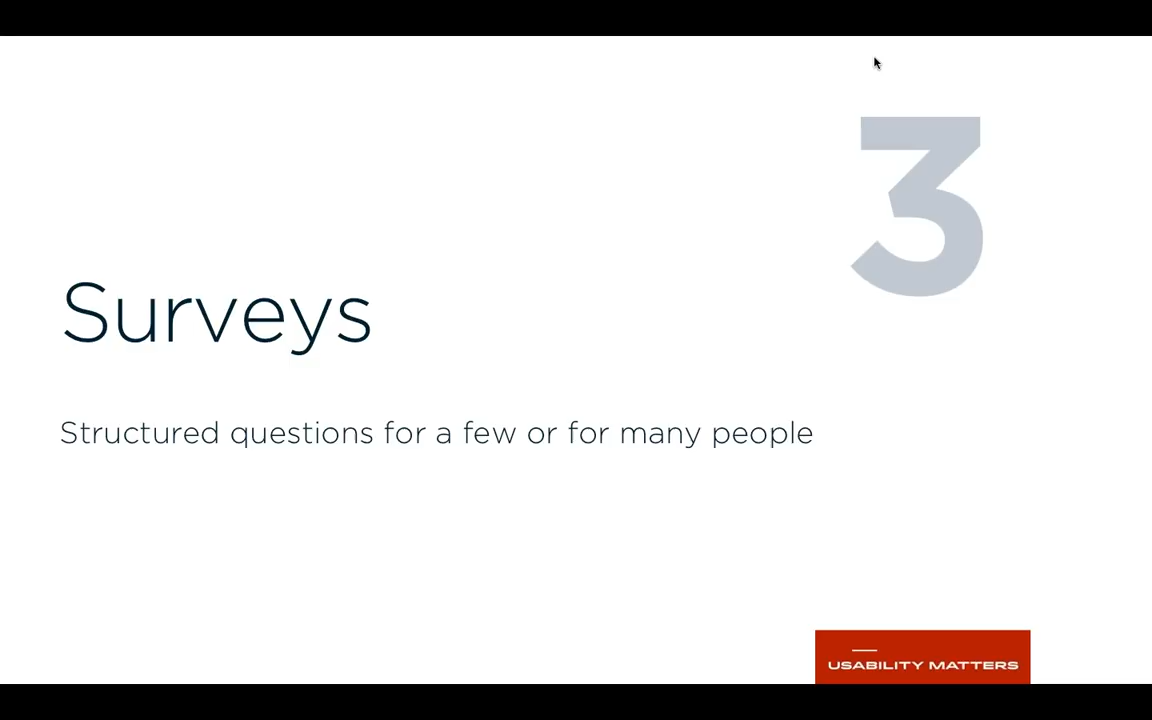 3
Surveys
Structured questions for a few or for many people
USABILITY MATTERS